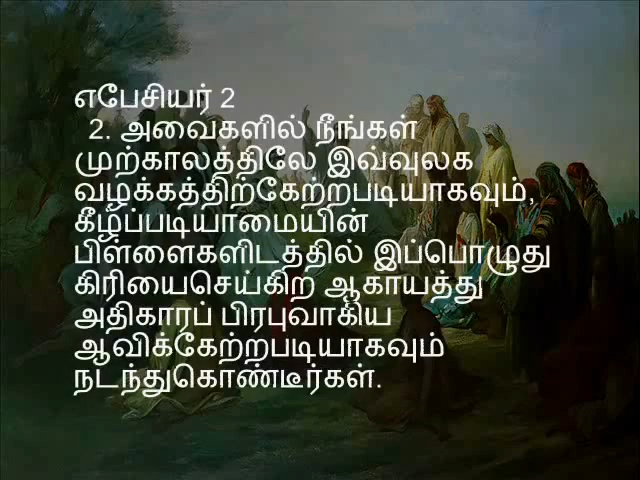 எபேசியர் 2
2. அவைகளில் நீங்கள்
முற்காலத்திலே இவ்வுலக
வழக்கத்திற்கேற்றபடியாகவும்,
கீழ்ப்படியாமையின்
பிள்ளைகளிடத்தில் இப்பொழுது
கிரியைசெய்கிற ஆகாயத்து
அதிகாரப் பிரபுவாகிய
ஆவிக்கேற்றபடியாகவும்
நடந்துகொண்டீர்கள்.